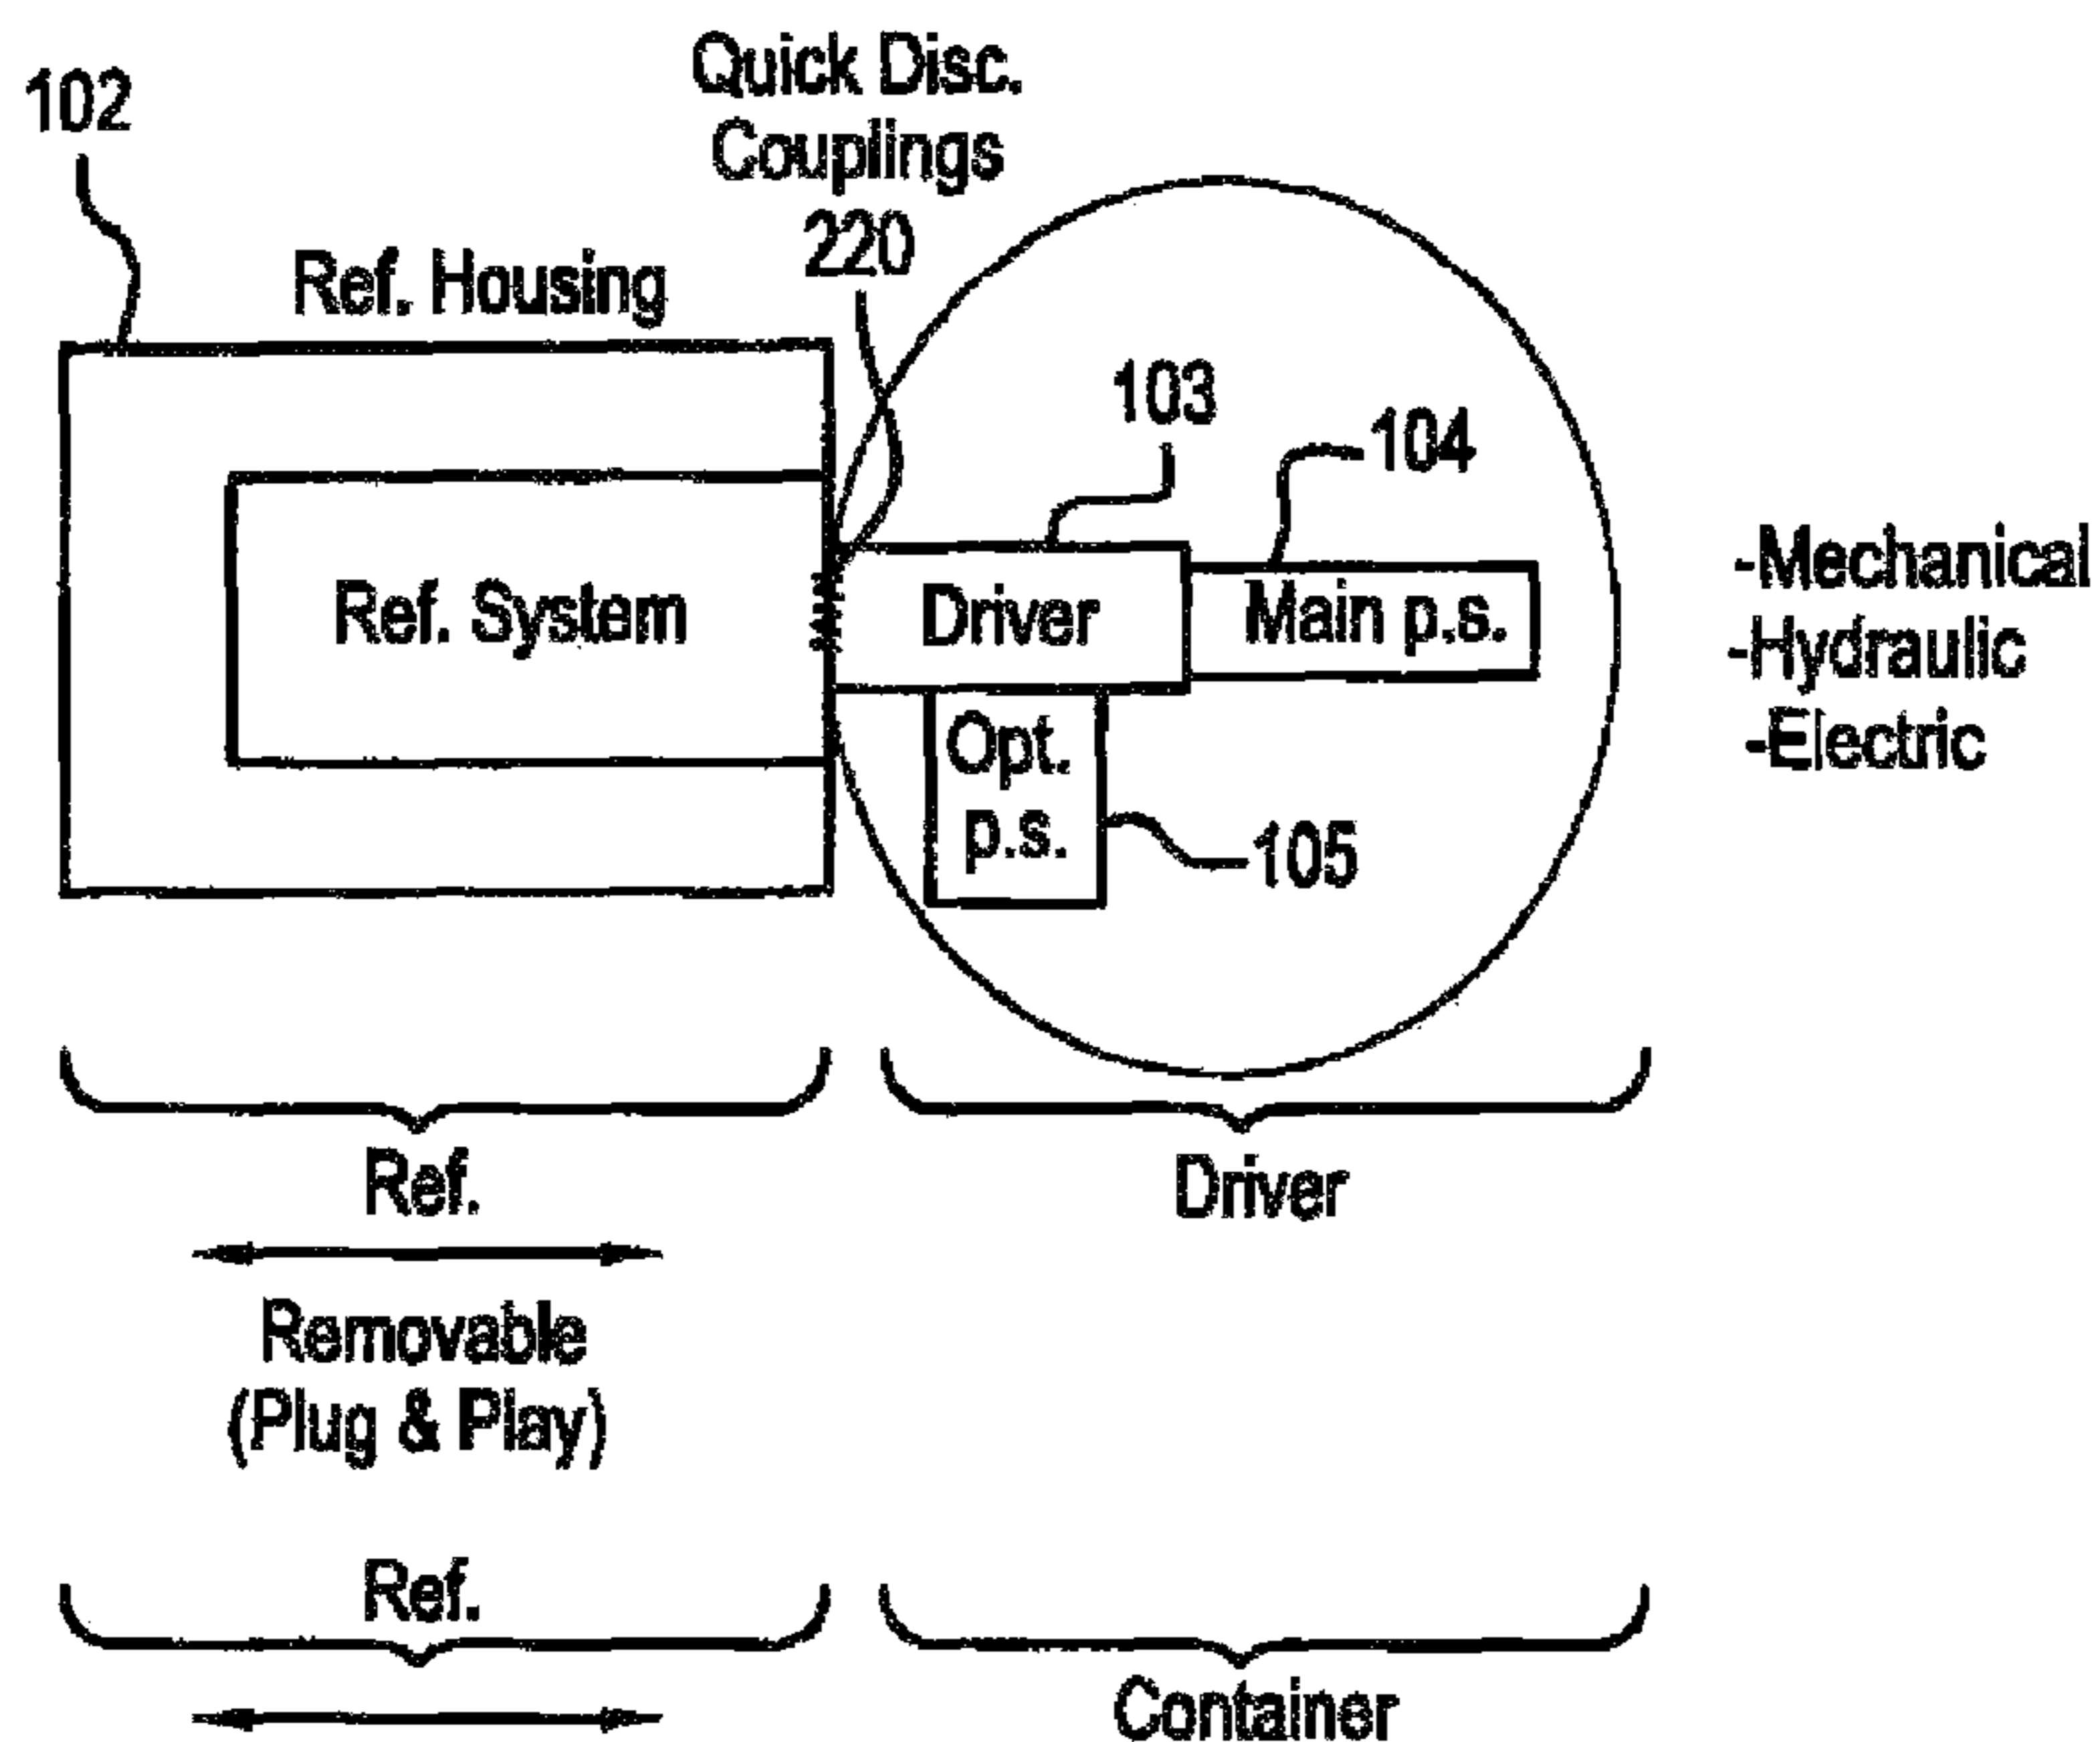 Quick Disc.
Couplings
220
102
Ref. Housing
103
104
Ref. System
Driver
Main p.s.
Opt.
p.s.
105
-Mechanical
-Hydraulic
-Electric
Ref.
Driver
Removable
(Plug & Play)
Ref.
Container